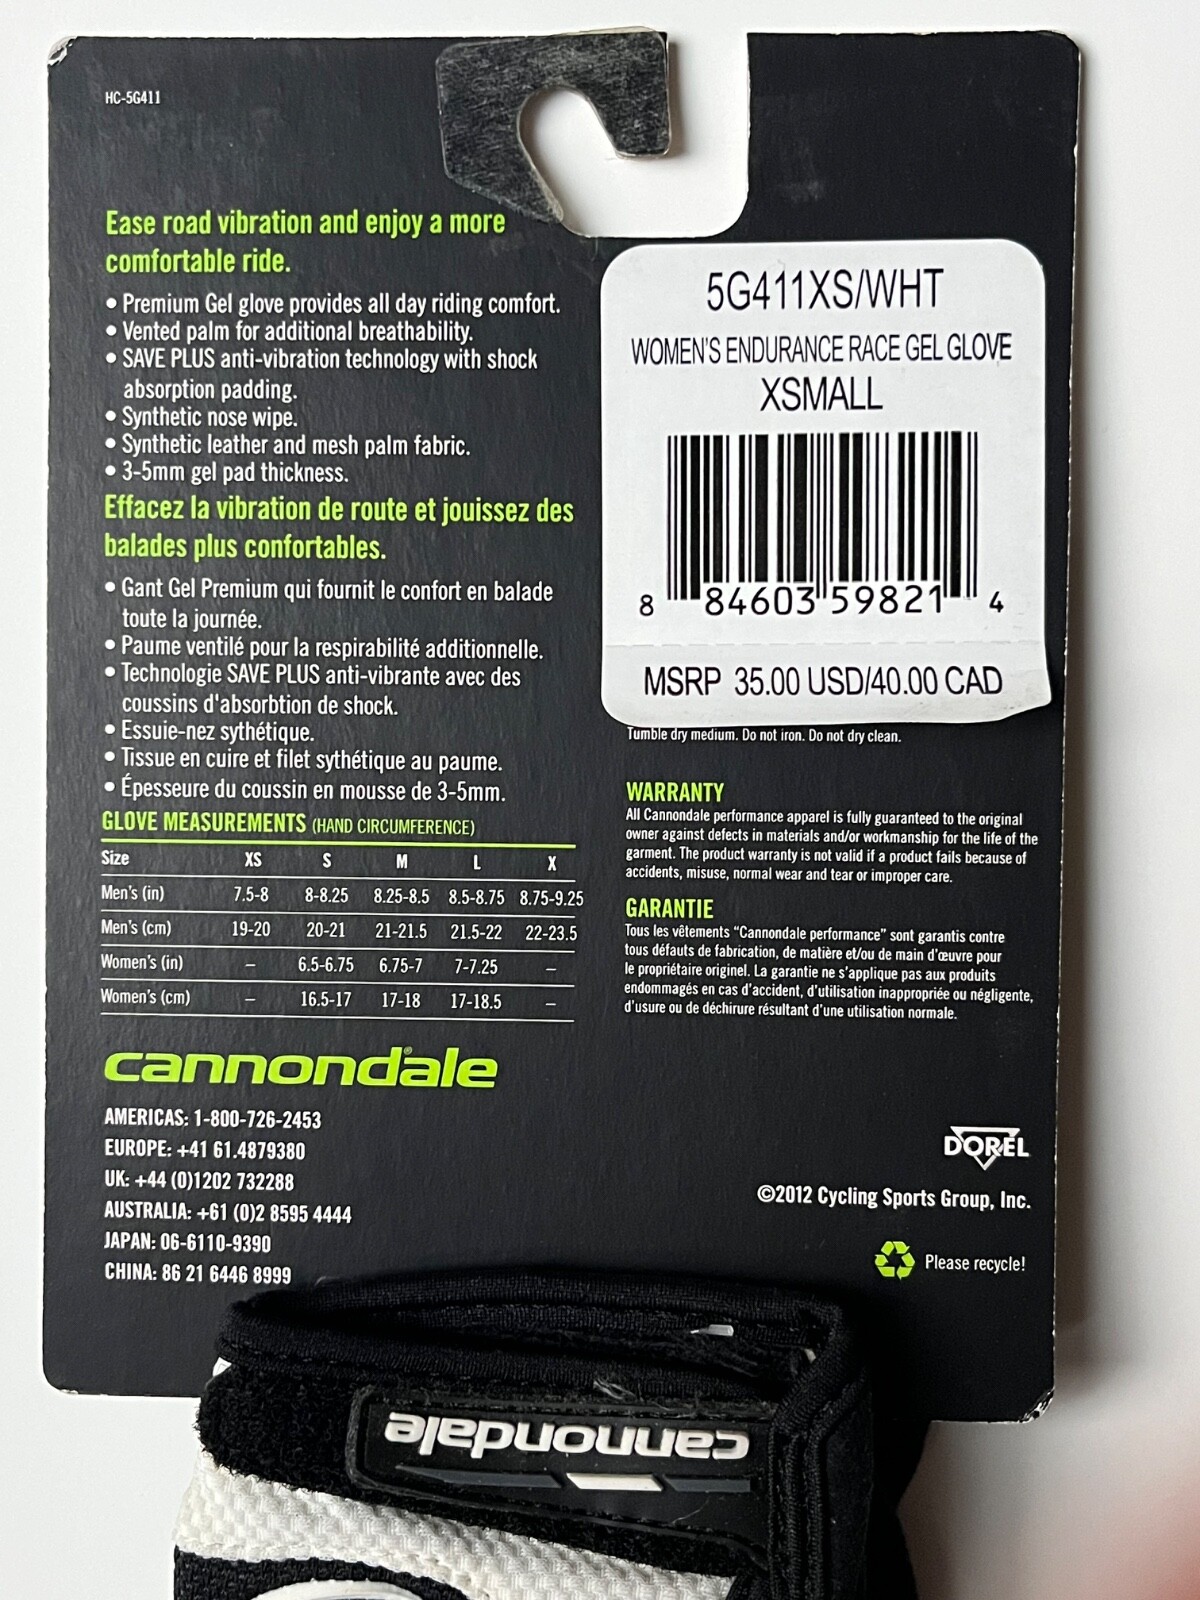 HC-5G411
Ease road vibration and enjoy a more
comfortable ride.
• Premium Gel glove provides all day riding comfort.
• Vented palm for additional breathability.
• SAVE PLUS anti-vibration technology with shock
absorption padding.
• Synthetic nose wipe.
• Synthetic leather and mesh palm fabric.
• 3-5mm gel pad thickness.
Effacez la vibration de route et jouissez des
balades plus confortables.
• Gant Gel Premium qui fournit le confort en balade
toute la journée.
• Paume ventilé pour la respirabilité additionnelle.
• Technologie SAVE PLUS anti-vibrante avec des
coussins d'absorbtion de shock.
• Essuie-nez sythétique.
• Tissue en cuire et filet sythétique au paume.
• Épesseure du coussin en mousse de 3-5mm.
GLOVE MEASUREMENTS (HAND CIRCUMFERENCE)
Size XS S M L X
Men's (in) 7.5-8 8-8.25 8.25-8.5 8.5-8.75 8.75-9.25
Men's (cm) 19-20 20-21 21-21.5 21.5-22 22-23.5
Women's (in) – 6.5-6.75 6.75-7 7-7.25 –
Women's (cm) – 16.5-17 17-18 17-18.5 –
cannondale®
AMERICAS: 1-800-726-2453
EUROPE: +41 61.4879380
UK: +44 (0)1202 732288
AUSTRALIA: +61 (0)2 8595 4444
JAPAN: 06-6110-9390
CHINA: 86 21 6446 8999
5G411XS/WHT
WOMEN'S ENDURANCE RACE GEL GLOVE
XSMALL
8 84603 59821 4
MSRP 35.00 USD/40.00 CAD
Tumble dry medium. Do not iron. Do not dry clean.
WARRANTY
All Cannondale performance apparel is fully guaranteed to the original
owner against defects in materials and/or workmanship for the life of the
garment. The product warranty is not valid if a product fails because of
accidents, misuse, normal wear and tear or improper care.
GARANTIE
Tous les vêtements “Cannondale performance” sont garantis contre
tous défauts de fabrication, de matière et/ou de main d'œuvre pour
le propriétaire originel. La garantie ne s'applique pas aux produits
endommagés en cas d'accident, d'utilisation inappropriée ou négligente,
d'usure ou de déchirure résultant d'une utilisation normale.
DOREL
©2012 Cycling Sports Group, Inc.
Please recycle!
cannondale